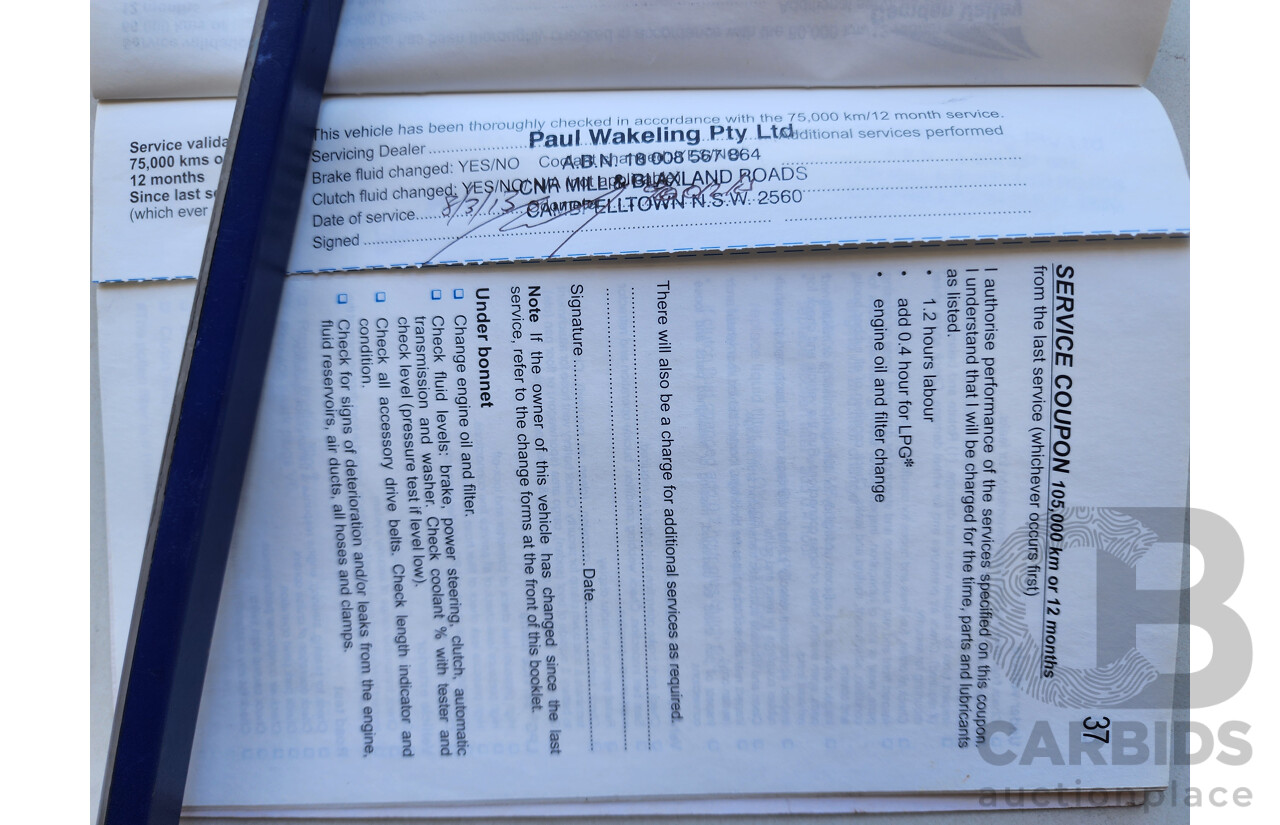 Service valida
75,000 kms o
12 months
Since last se
(which ever
This vehicle has been thoroughly checked in accordance with the 75,000 km/12 month service.
Servicing Dealer
Additional services performed
Brake fluid changed: YES/NO
Clutch fluid changed: YES/NO
Date of service 8/3/13
Signed
Paul Wakeling Pty Ltd
A.B.N. 18 008 567 864
CNR MILL & BLAXLAND ROADS
CAMPBELLTOWN N.S.W. 2560
37
SERVICE COUPON 105,000 km or 12 months
from the last service (whichever occurs first)
I authorise performance of the services specified on this coupon.
I understand that I will be charged for the time, parts and lubricants
as listed.
• 1.2 hours labour
• add 0.4 hour for LPG*
• engine oil and filter change
There will also be a charge for additional services as required.
Signature Date
Note If the owner of this vehicle has changed since the last
service, refer to the change forms at the front of this booklet.
Under bonnet
❑ Change engine oil and filter.
❑ Check fluid levels: brake, power steering, clutch, automatic
transmission and washer. Check coolant % with tester and
check level (pressure test if level low).
❑ Check all accessory drive belts. Check length indicator and
condition.
❑ Check for signs of deterioration and/or leaks from the engine,
fluid reservoirs, air ducts, all hoses and clamps.
CARBIDS
auctionplace